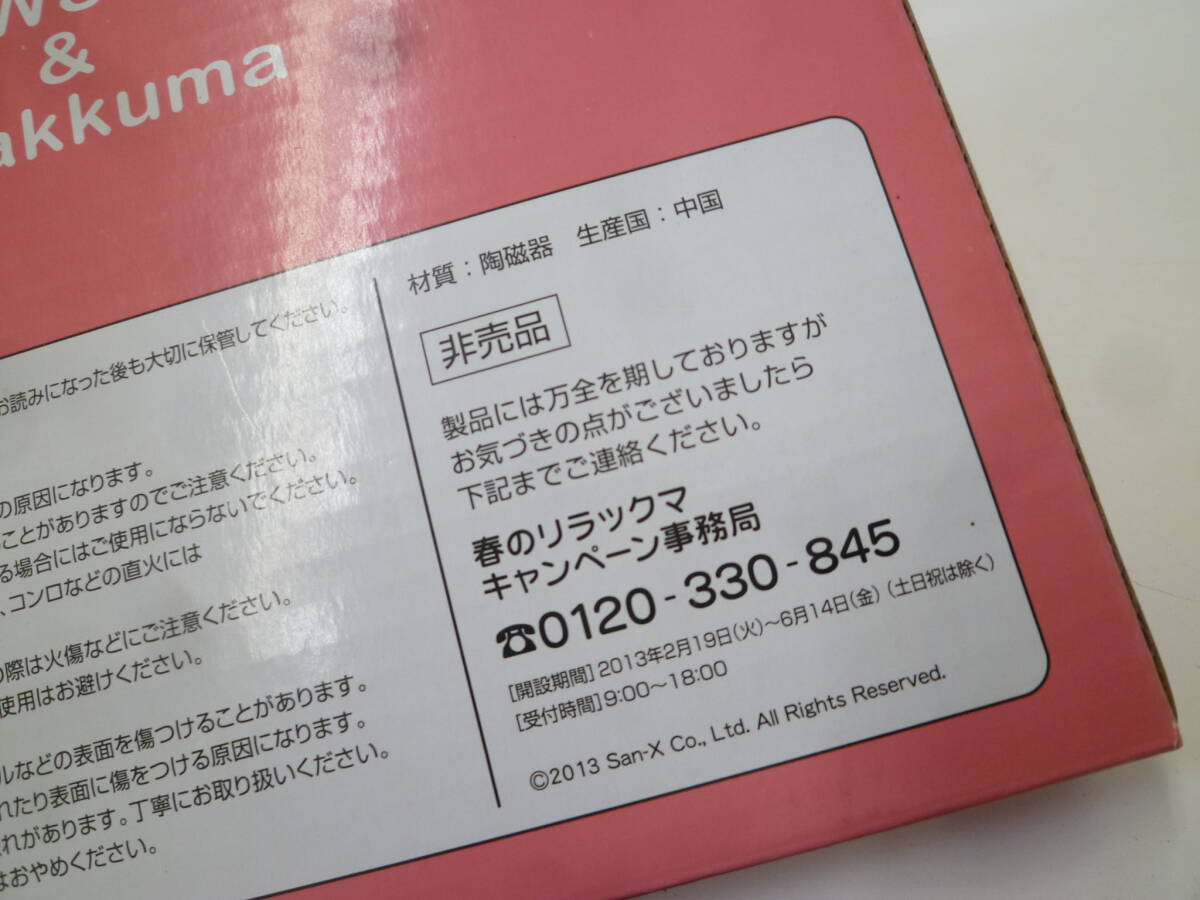 &
akkuma
お読みになった後も大切に保管してください。
の原因になります。
ことがありますのでご注意ください。
る場合にはご使用にならないでください。
、コンロなどの直火には
の際は火傷などにご注意ください。
使用はお避けください。
ルなどの表面を傷つけることがあります。
れたり表面に傷をつける原因になります。
れがあります。丁寧にお取り扱いください。
はおやめください。
材質：陶磁器　生産国：中国
非売品
製品には万全を期しておりますが
お気づきの点がございましたら
下記までご連絡ください。
春のリラックマ
キャンペーン事務局
☎0120-330-845
[開設期間]2013年2月19日(火)～6月14日(金)（土日祝は除く）
[受付時間]9:00～18:00
©2013 San-X Co., Ltd. All Rights Reserved.